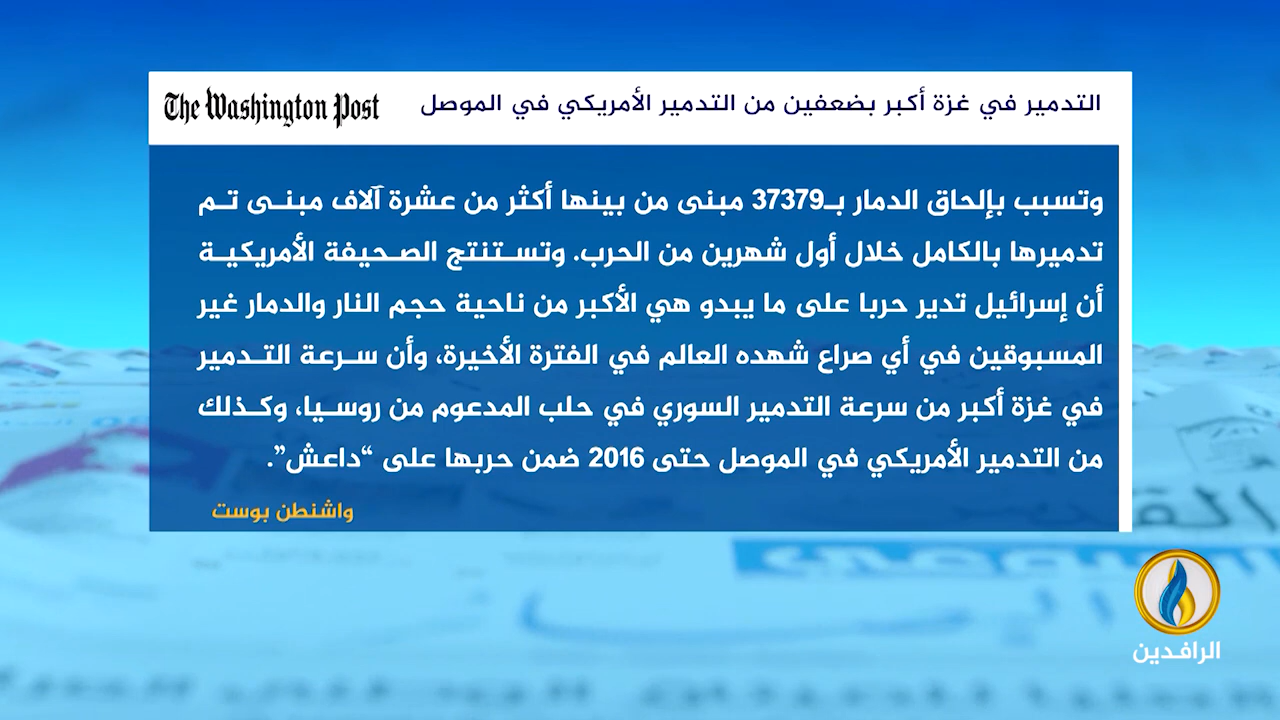 The Washington Post
التدمير في غزة أكبر بضعفين من التدمير الأمريكي في الموصل
وتسبب بإلحاق الدمار بـ37379 مبنى من بينها أكثر من عشرة آلاف مبنى تم
تدميرها بالكامل خلال أول شهرين من الحرب. وتستنتج الصحيفة الأمريكية
أن إسرائيل تدير حربا على ما يبدو هي الأكبر من ناحية حجم النار والدمار غير
المسبوقين في أي صراع شهده العالم في الفترة الأخيرة، وأن سرعة التدمير
في غزة أكبر من سرعة التدمير السوري في حلب المدعوم من روسيا، وكذلك
من التدمير الأمريكي في الموصل حتى 2016 ضمن حربها على “داعش”.
واشنطن بوست
الرافدين